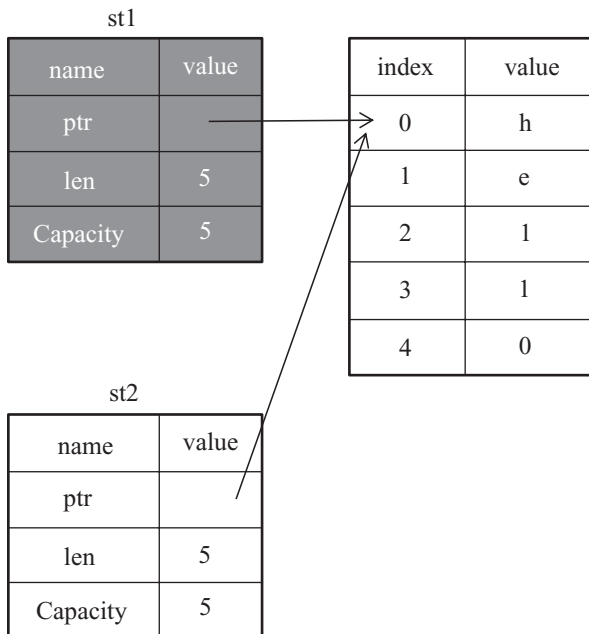 st1
name value
ptr
len 5
Capacity 5
index value
0 h
1 e
2 1
3 1
4 0
st2
name value
ptr
len 5
Capacity 5